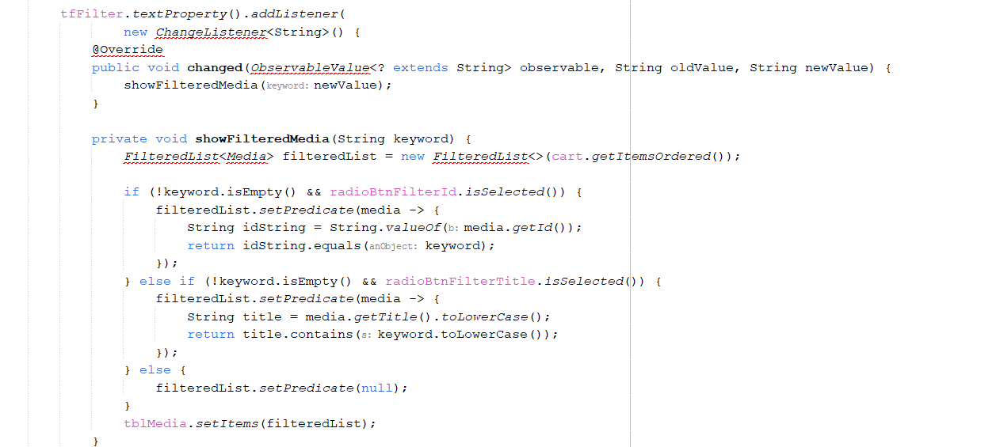 tfFilter.textProperty().addListener(
new ChangeListener<String>() {
@Override
public void changed(ObservableValue<? extends String> observable, String oldValue, String newValue) {
showFilteredMedia(keyword: newValue);
}
private void showFilteredMedia(String keyword) {
FilteredList<Media> filteredList = new FilteredList<>(cart.getItemsOrdered());
if (!keyword.isEmpty() && radioBtnFilterId.isSelected()) {
filteredList.setPredicate(media -> {
String idString = String.valueOf(b: media.getId());
return idString.equals(anObject: keyword);
});
} else if (!keyword.isEmpty() && radioBtnFilterTitle.isSelected()) {
filteredList.setPredicate(media -> {
String title = media.getTitle().toLowerCase();
return title.contains(s: keyword.toLowerCase());
});
} else {
filteredList.setPredicate(null);
}
tblMedia.setItems(filteredList);
}